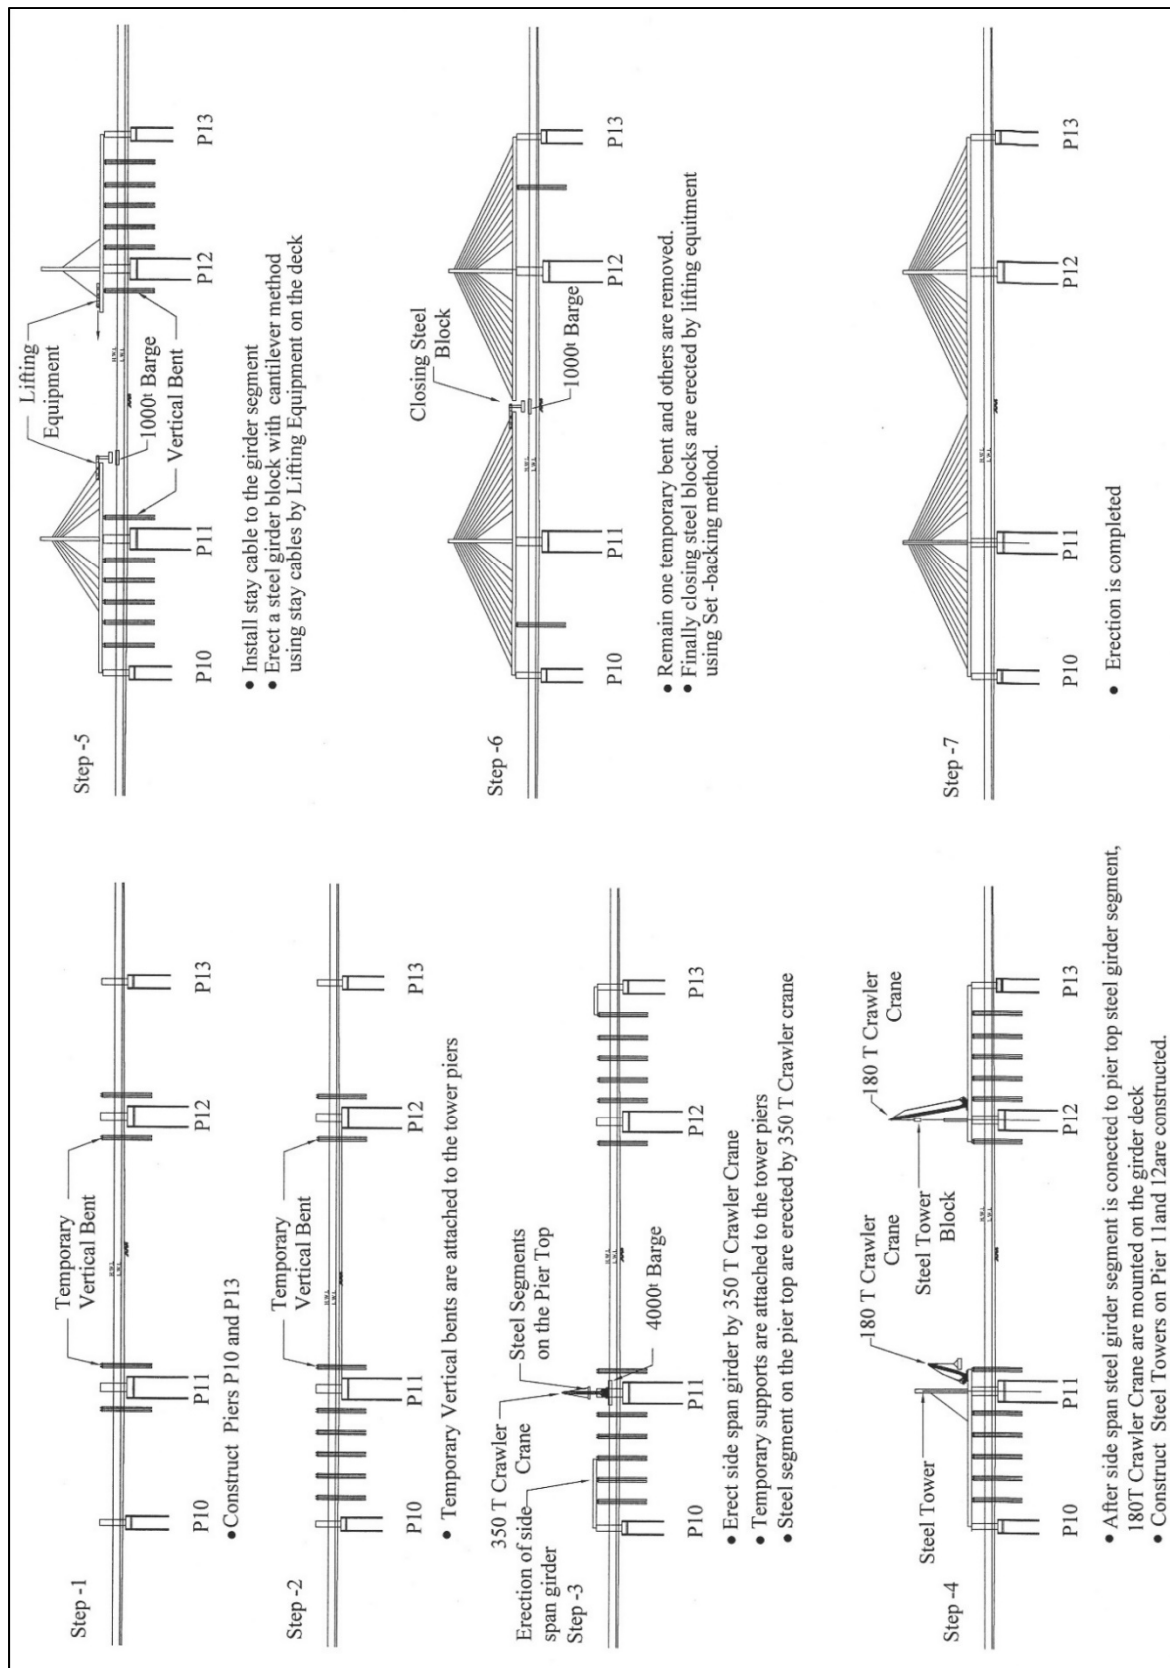 Step -1
Temporary
Vertical Bent
P10
P11
P12
P13
●Construct Piers P10 and P13
Step -2
Temporary
Vertical Bent
P10
P11
P12
P13
● Temporary Vertical bents are attached to the tower piers
350 T Crawler
Crane
Steel Segments
on the Pier Top
Erection of side
span girder
4000t Barge
Step -3
P10
P11
P12
P13
● Erect side span girder by 350 T Crawler Crane
● Temporary supports are attached to the tower piers
● Steel segment on the pier top are erected by 350 T Crawler crane
Step -4
Steel Tower
180 T Crawler
Crane
Steel Tower
Block
180 T Crawler
Crane
P10
P11
P12
P13
● After side span steel girder segment is conected to pier top steel girder segment,
180T Crawler Crane are mounted on the girder deck
● Construct Steel Towers on Pier 11and 12are constructed.
Step -5
Lifting
Equipment
1000t Barge
Vertical Bent
P10
P11
P12
P13
● Install stay cable to the girder segment
● Erect a steel girder block with cantilever method
using stay cables by Lifting Equipment on the deck
Step -6
Closing Steel
Block
1000t Barge
P10
P11
P12
P13
● Remain one temporary bent and others are removed.
● Finally closing steel blocks are erected by lifting equitment
using Set -backing method.
Step -7
P10
P11
P12
P13
● Erection is completed